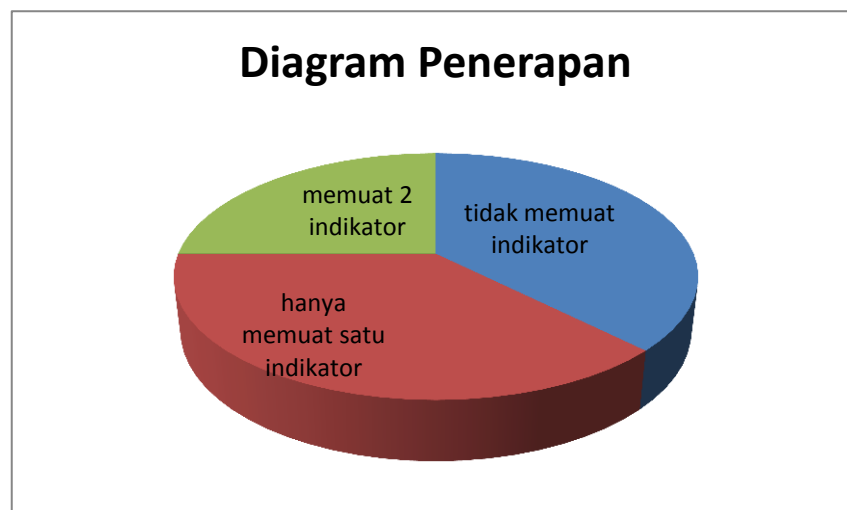 Diagram Penerapan
memuat 2
indikator
tidak memuat
indikator
hanya
memuat satu
indikator